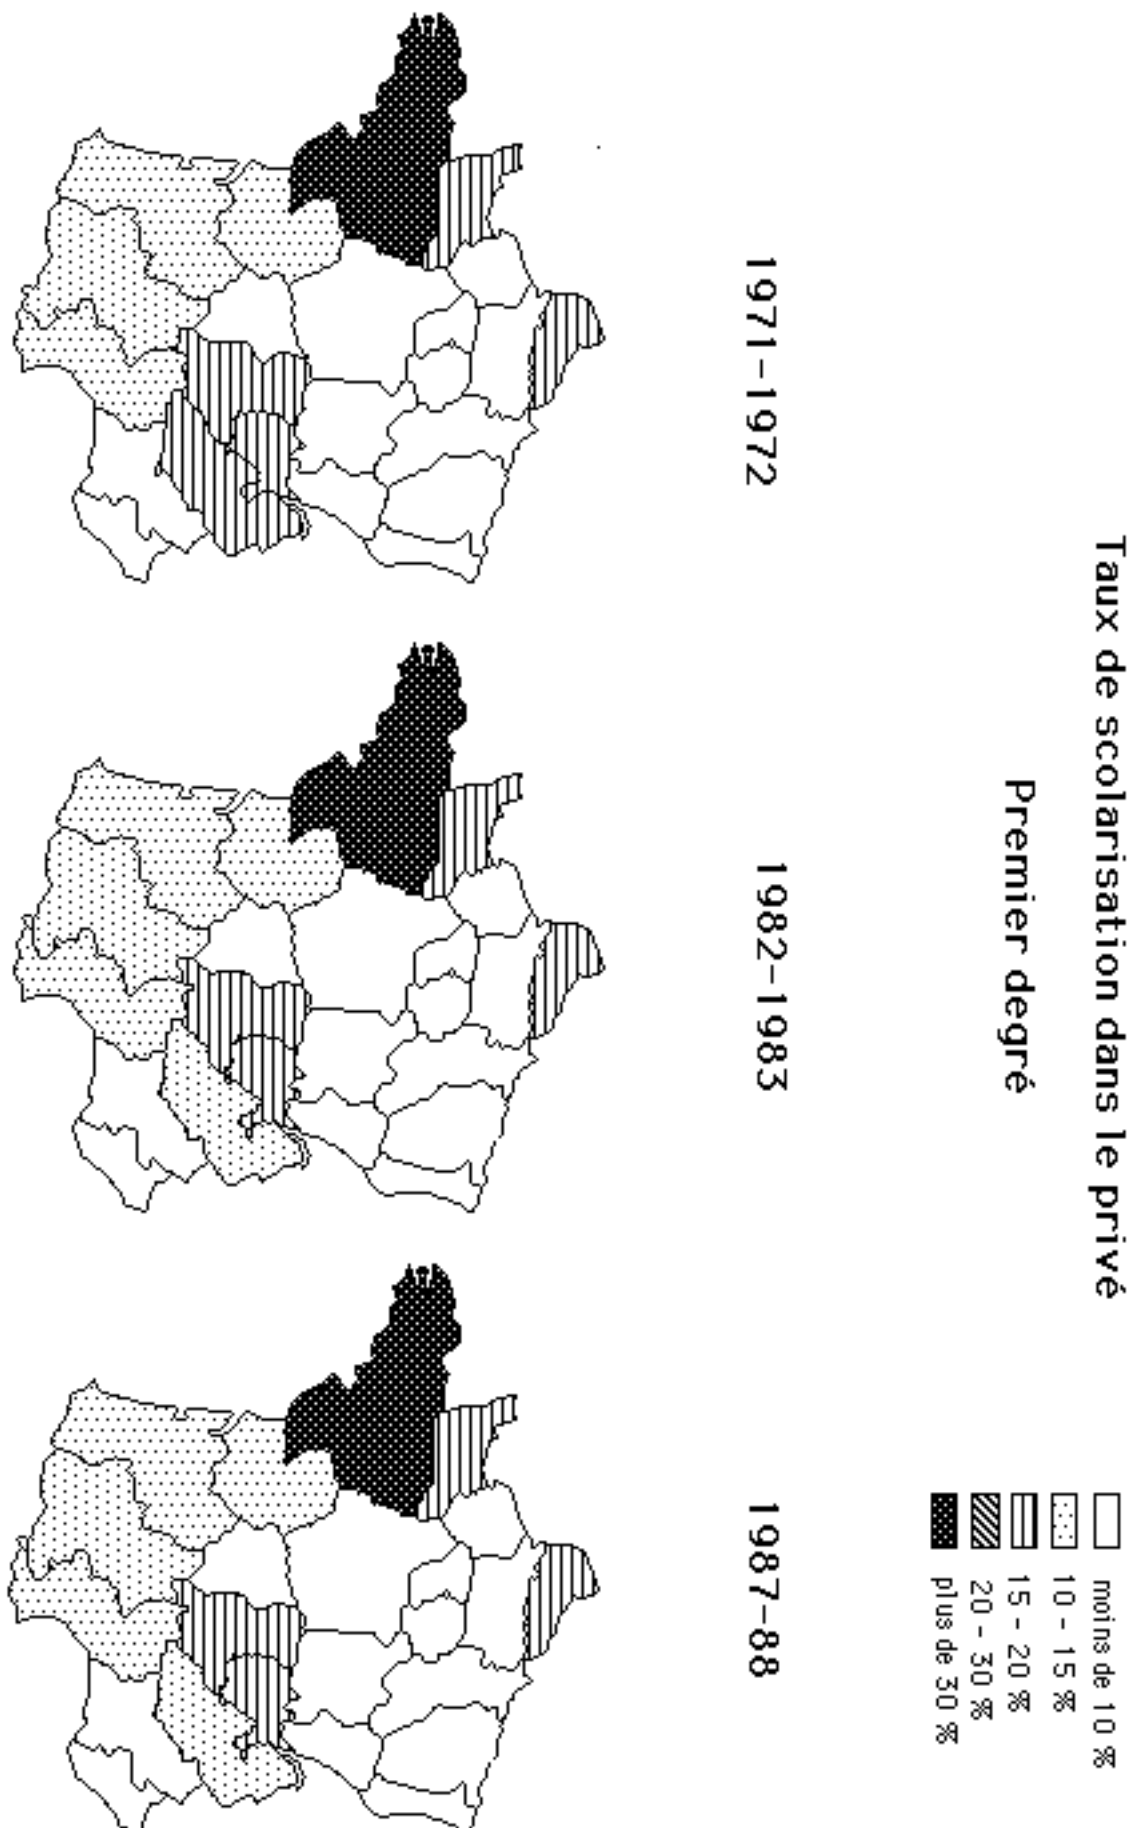 Taux de scolarisation dans le privé
Premier degré
1971-1972
1982-1983
1987-88
moins de 10 %
10 - 15 %
15 - 20 %
20 - 30 %
plus de 30 %